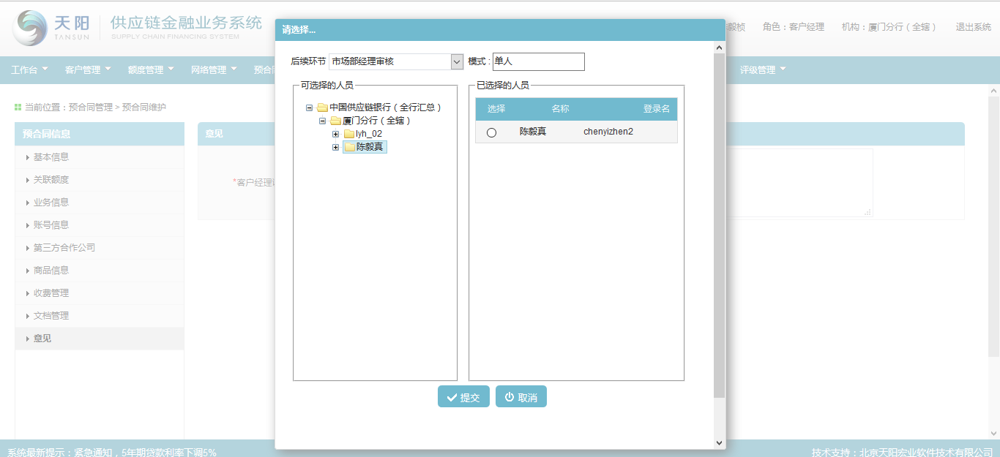 天阳
TANSUN
供应链金融业务系统
SUPPLY CHAIN FINANCING SYSTEM
毅桢 角色：客户经理 机构：厦门分行（全辖） 退出系统
工作台 客户管理 额度管理 网络管理 预合同 评级管理
当前位置：预合同管理 > 预合同维护
预合同信息
基本信息
关联额度
业务信息
账号信息
第三方合作公司
商品信息
收费管理
文档管理
意见
意见
*客户经理
请选择...
后续环节 市场部经理审核 模式 : 单人
可选择的人员
中国供应链银行（全行汇总）
厦门分行（全辖）
lyh_02
陈毅真
已选择的人员
选择 名称 登录名
陈毅真 chenyizhen2
提交 取消
系统最新提示：紧急通知，5年期贷款利率下调5%
技术支持：北京天阳宏业软件技术有限公司